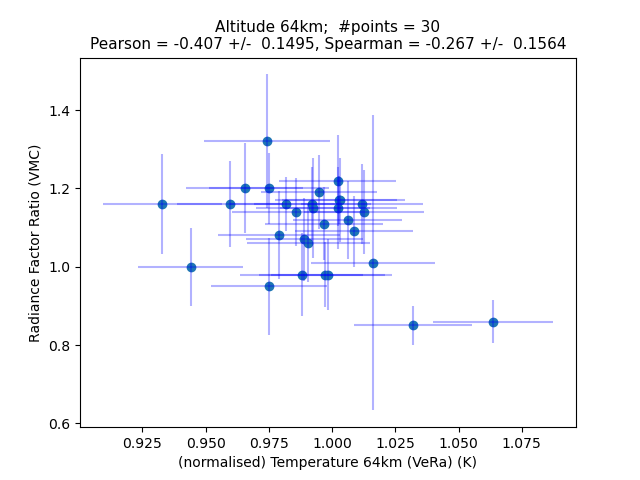 Altitude 64km;  #points = 30
Pearson = -0.407 +/-  0.1495, Spearman = -0.267 +/-  0.1564
1.4
1.2
1.0
0.8
0.6
Radiance Factor Ratio (VMC)
0.925 0.950 0.975 1.000 1.025 1.050 1.075
(normalised) Temperature 64km (VeRa) (K)